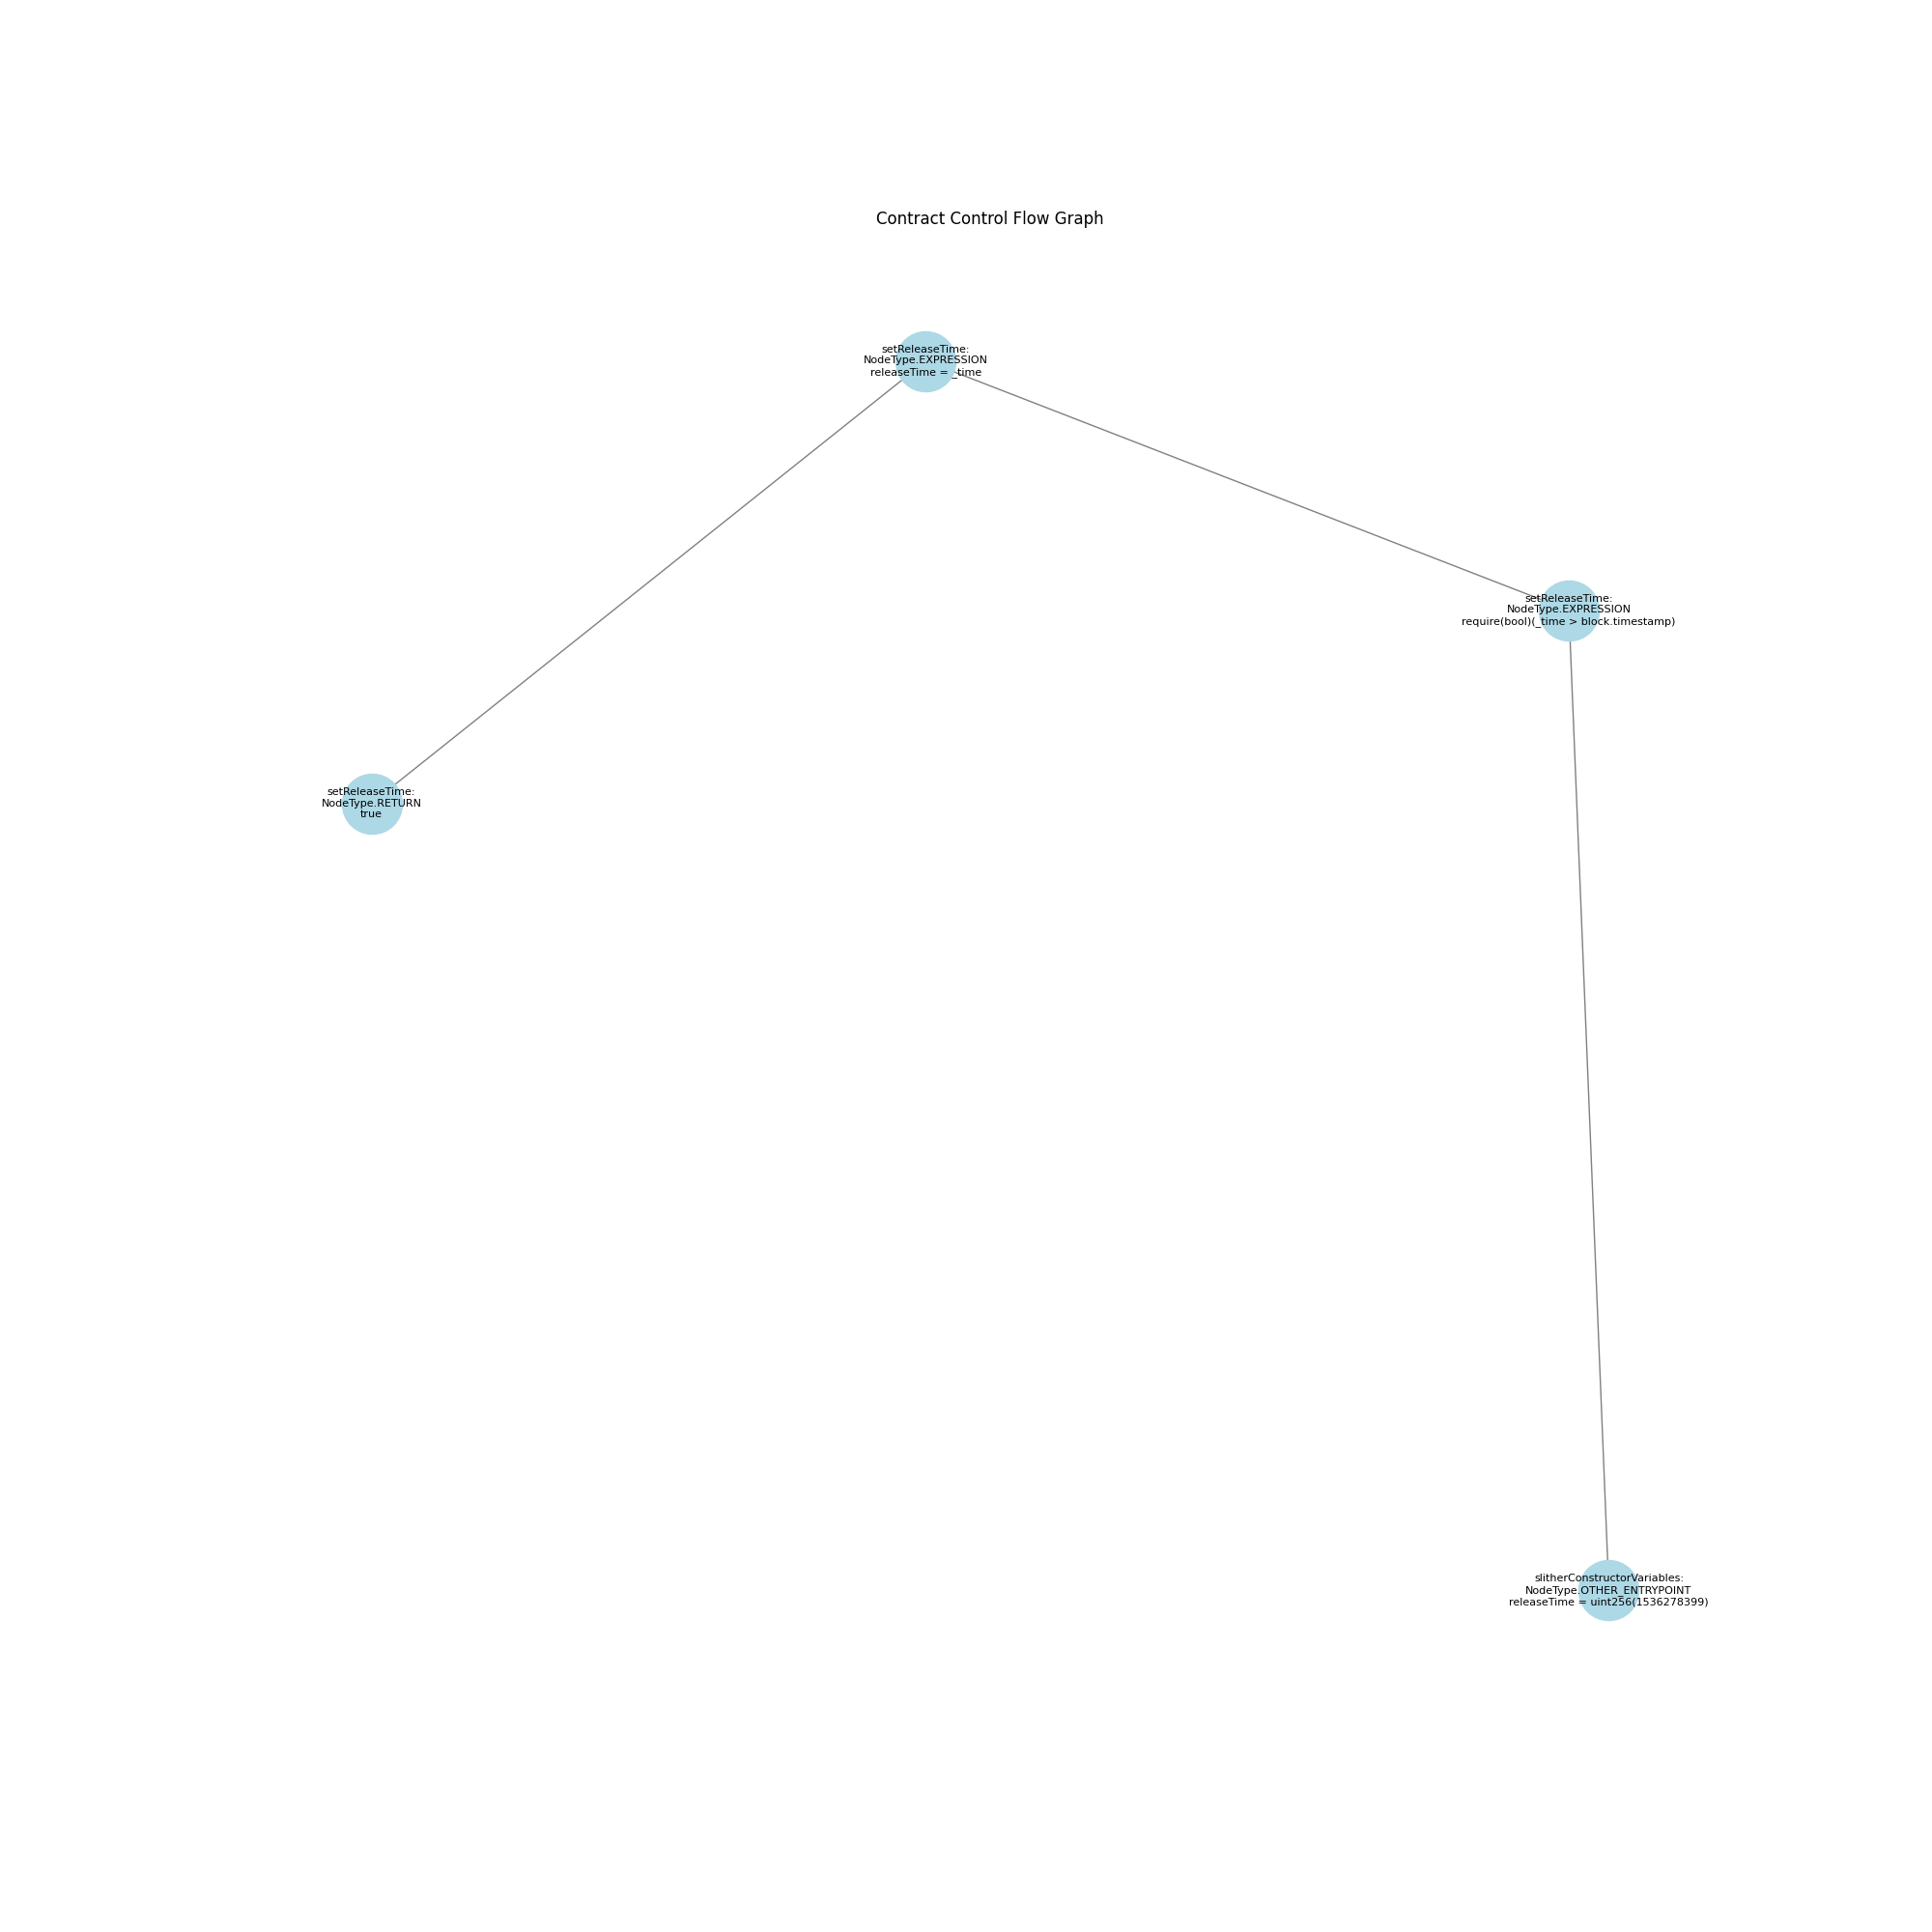 Contract Control Flow Graph
setReleaseTime:
NodeType.EXPRESSION
releaseTime = _time
setReleaseTime:
NodeType.EXPRESSION
require(bool)(_time > block.timestamp)
setReleaseTime:
NodeType.RETURN
true
slitherConstructorVariables:
NodeType.OTHER_ENTRYPOINT
releaseTime = uint256(1536278399)